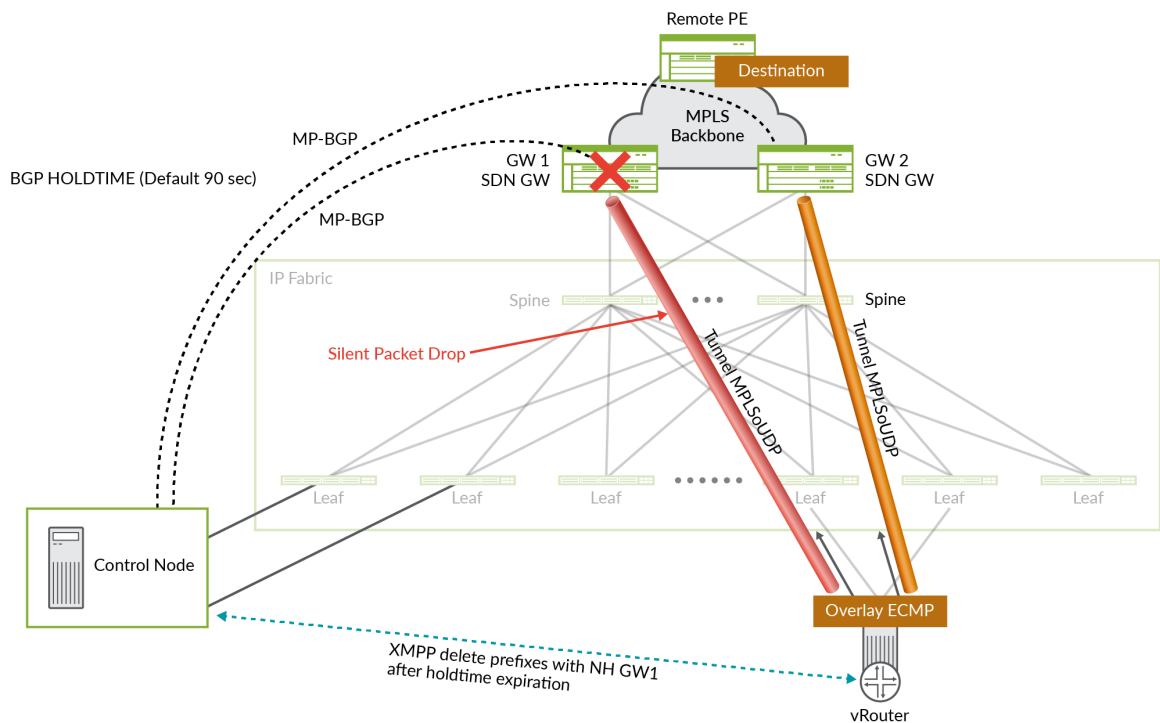 Remote PE
Destination
MPLS
Backbone
MP-BGP
GW 1
SDN GW
GW 2
SDN GW
BGP HOLDTIME (Default 90 sec)
MP-BGP
IP Fabric
Spine
Spine
Silent Packet Drop
Tunnel MPLSoUDP
Tunnel MPLSoUDP
Leaf
Leaf
Leaf
Leaf
Leaf
Leaf
Control Node
Overlay ECMP
XMPP delete prefixes with NH GW1
after holdtime expiration
vRouter